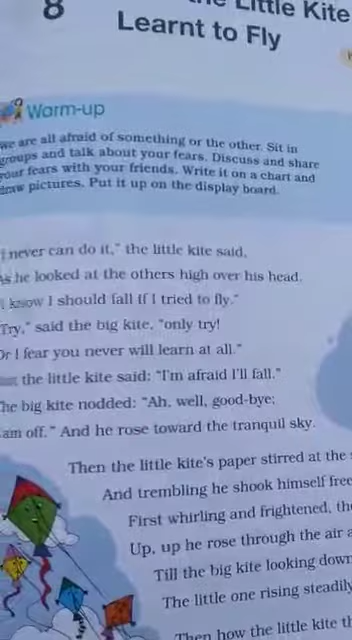 8
the Little Kite
Learnt to Fly
Warm-up
we are all afraid of something or the other. Sit in
groups and talk about your fears. Discuss and share
your fears with your friends. Write it on a chart and
draw pictures. Put it up on the display board.
I never can do it," the little kite said,
As he looked at the others high over his head.
I know I should fall if I tried to fly."
Try," said the big kite, "only try!
Or I fear you never will learn at all."
But the little kite said: "I'm afraid I'll fall."
The big kite nodded: "Ah, well, good-bye;
am off." And he rose toward the tranquil sky.
Then the little kite's paper stirred at the
And trembling he shook himself free
First whirling and frightened, the
Up, up he rose through the air a
Till the big kite looking down
The little one rising steadily
Then how the little kite th